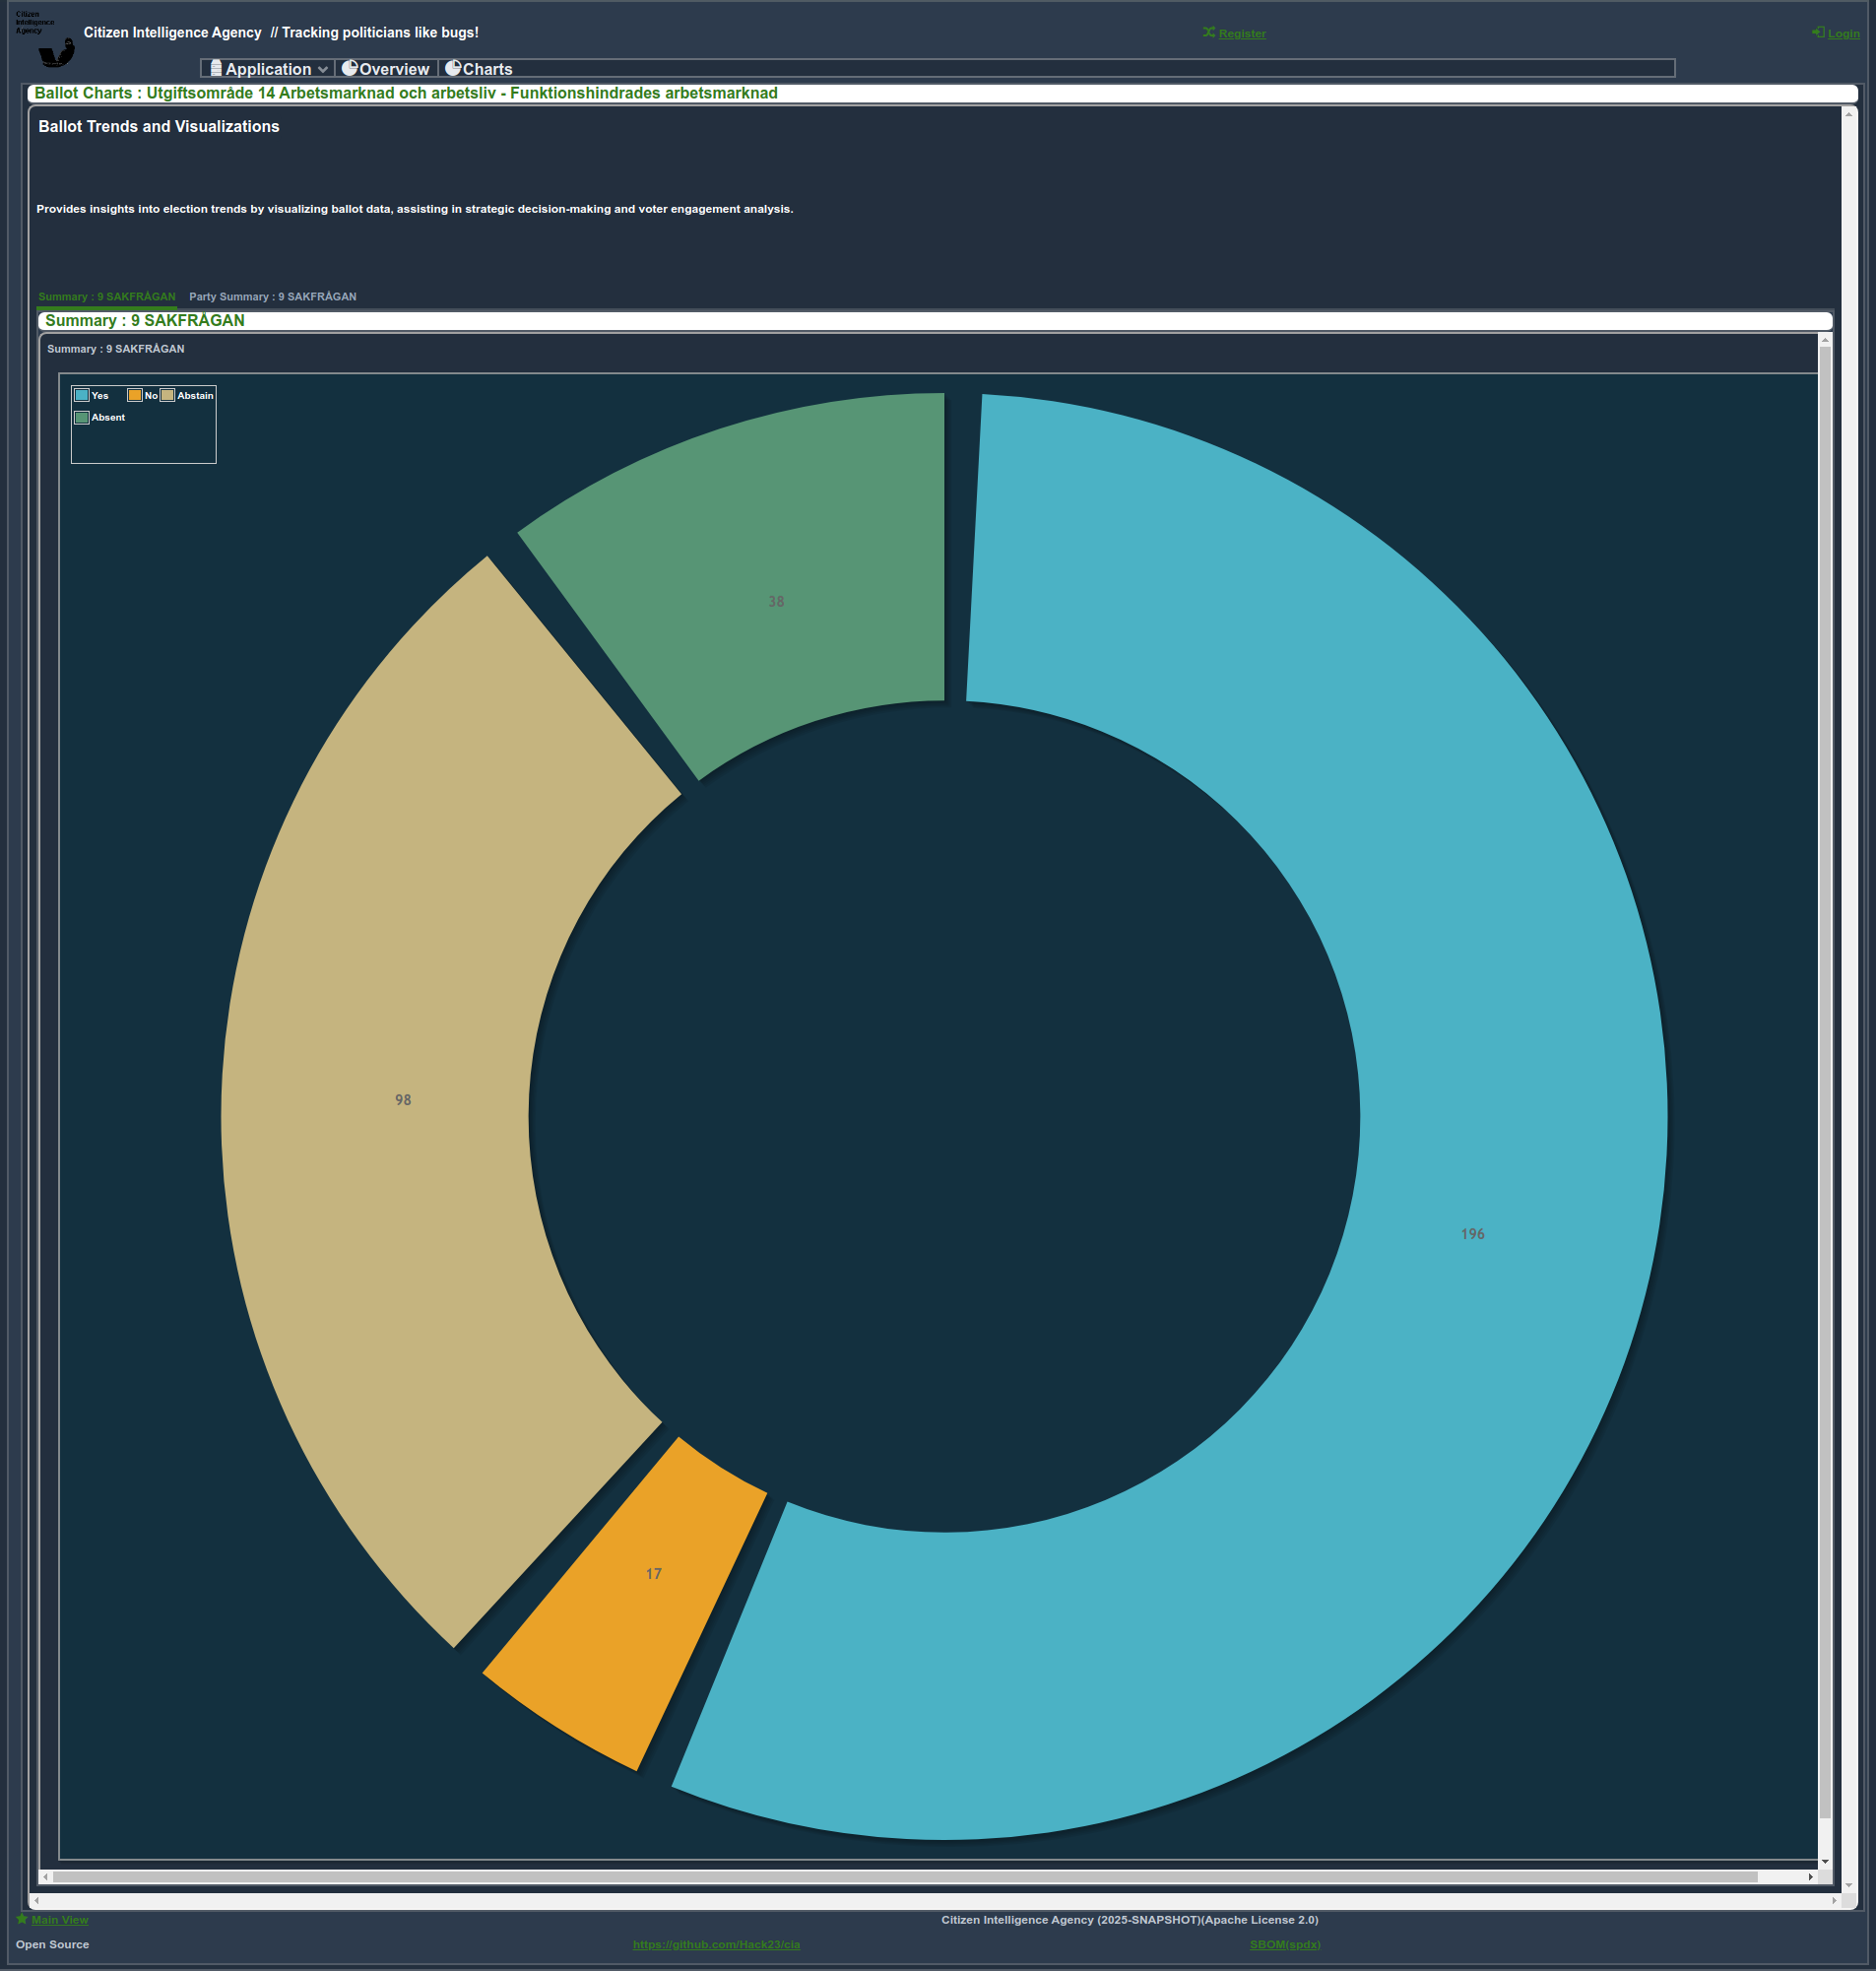 Citizen
Intelligence
Agency
Citizen Intelligence Agency // Tracking politicians like bugs!
Register
Login
Application
Overview
Charts
Ballot Charts : Utgiftsområde 14 Arbetsmarknad och arbetsliv - Funktionshindrades arbetsmarknad
Ballot Trends and Visualizations
Provides insights into election trends by visualizing ballot data, assisting in strategic decision-making and voter engagement analysis.
Summary : 9 SAKFRÅGAN
Party Summary : 9 SAKFRÅGAN
Summary : 9 SAKFRÅGAN
Summary : 9 SAKFRÅGAN
Yes No Abstain
Absent
38
98
196
17
Main View
Citizen Intelligence Agency (2025-SNAPSHOT)(Apache License 2.0)
Open Source
https://github.com/Hack23/cia
SBOM(spdx)